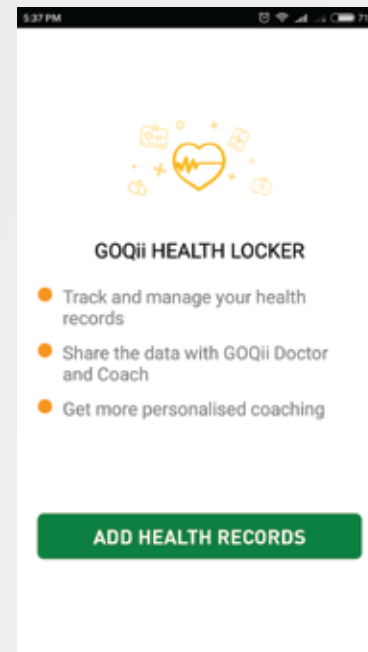 5:37 PM 71
GOQii HEALTH LOCKER
Track and manage your health
records
Share the data with GOQii Doctor
and Coach
Get more personalised coaching
ADD HEALTH RECORDS